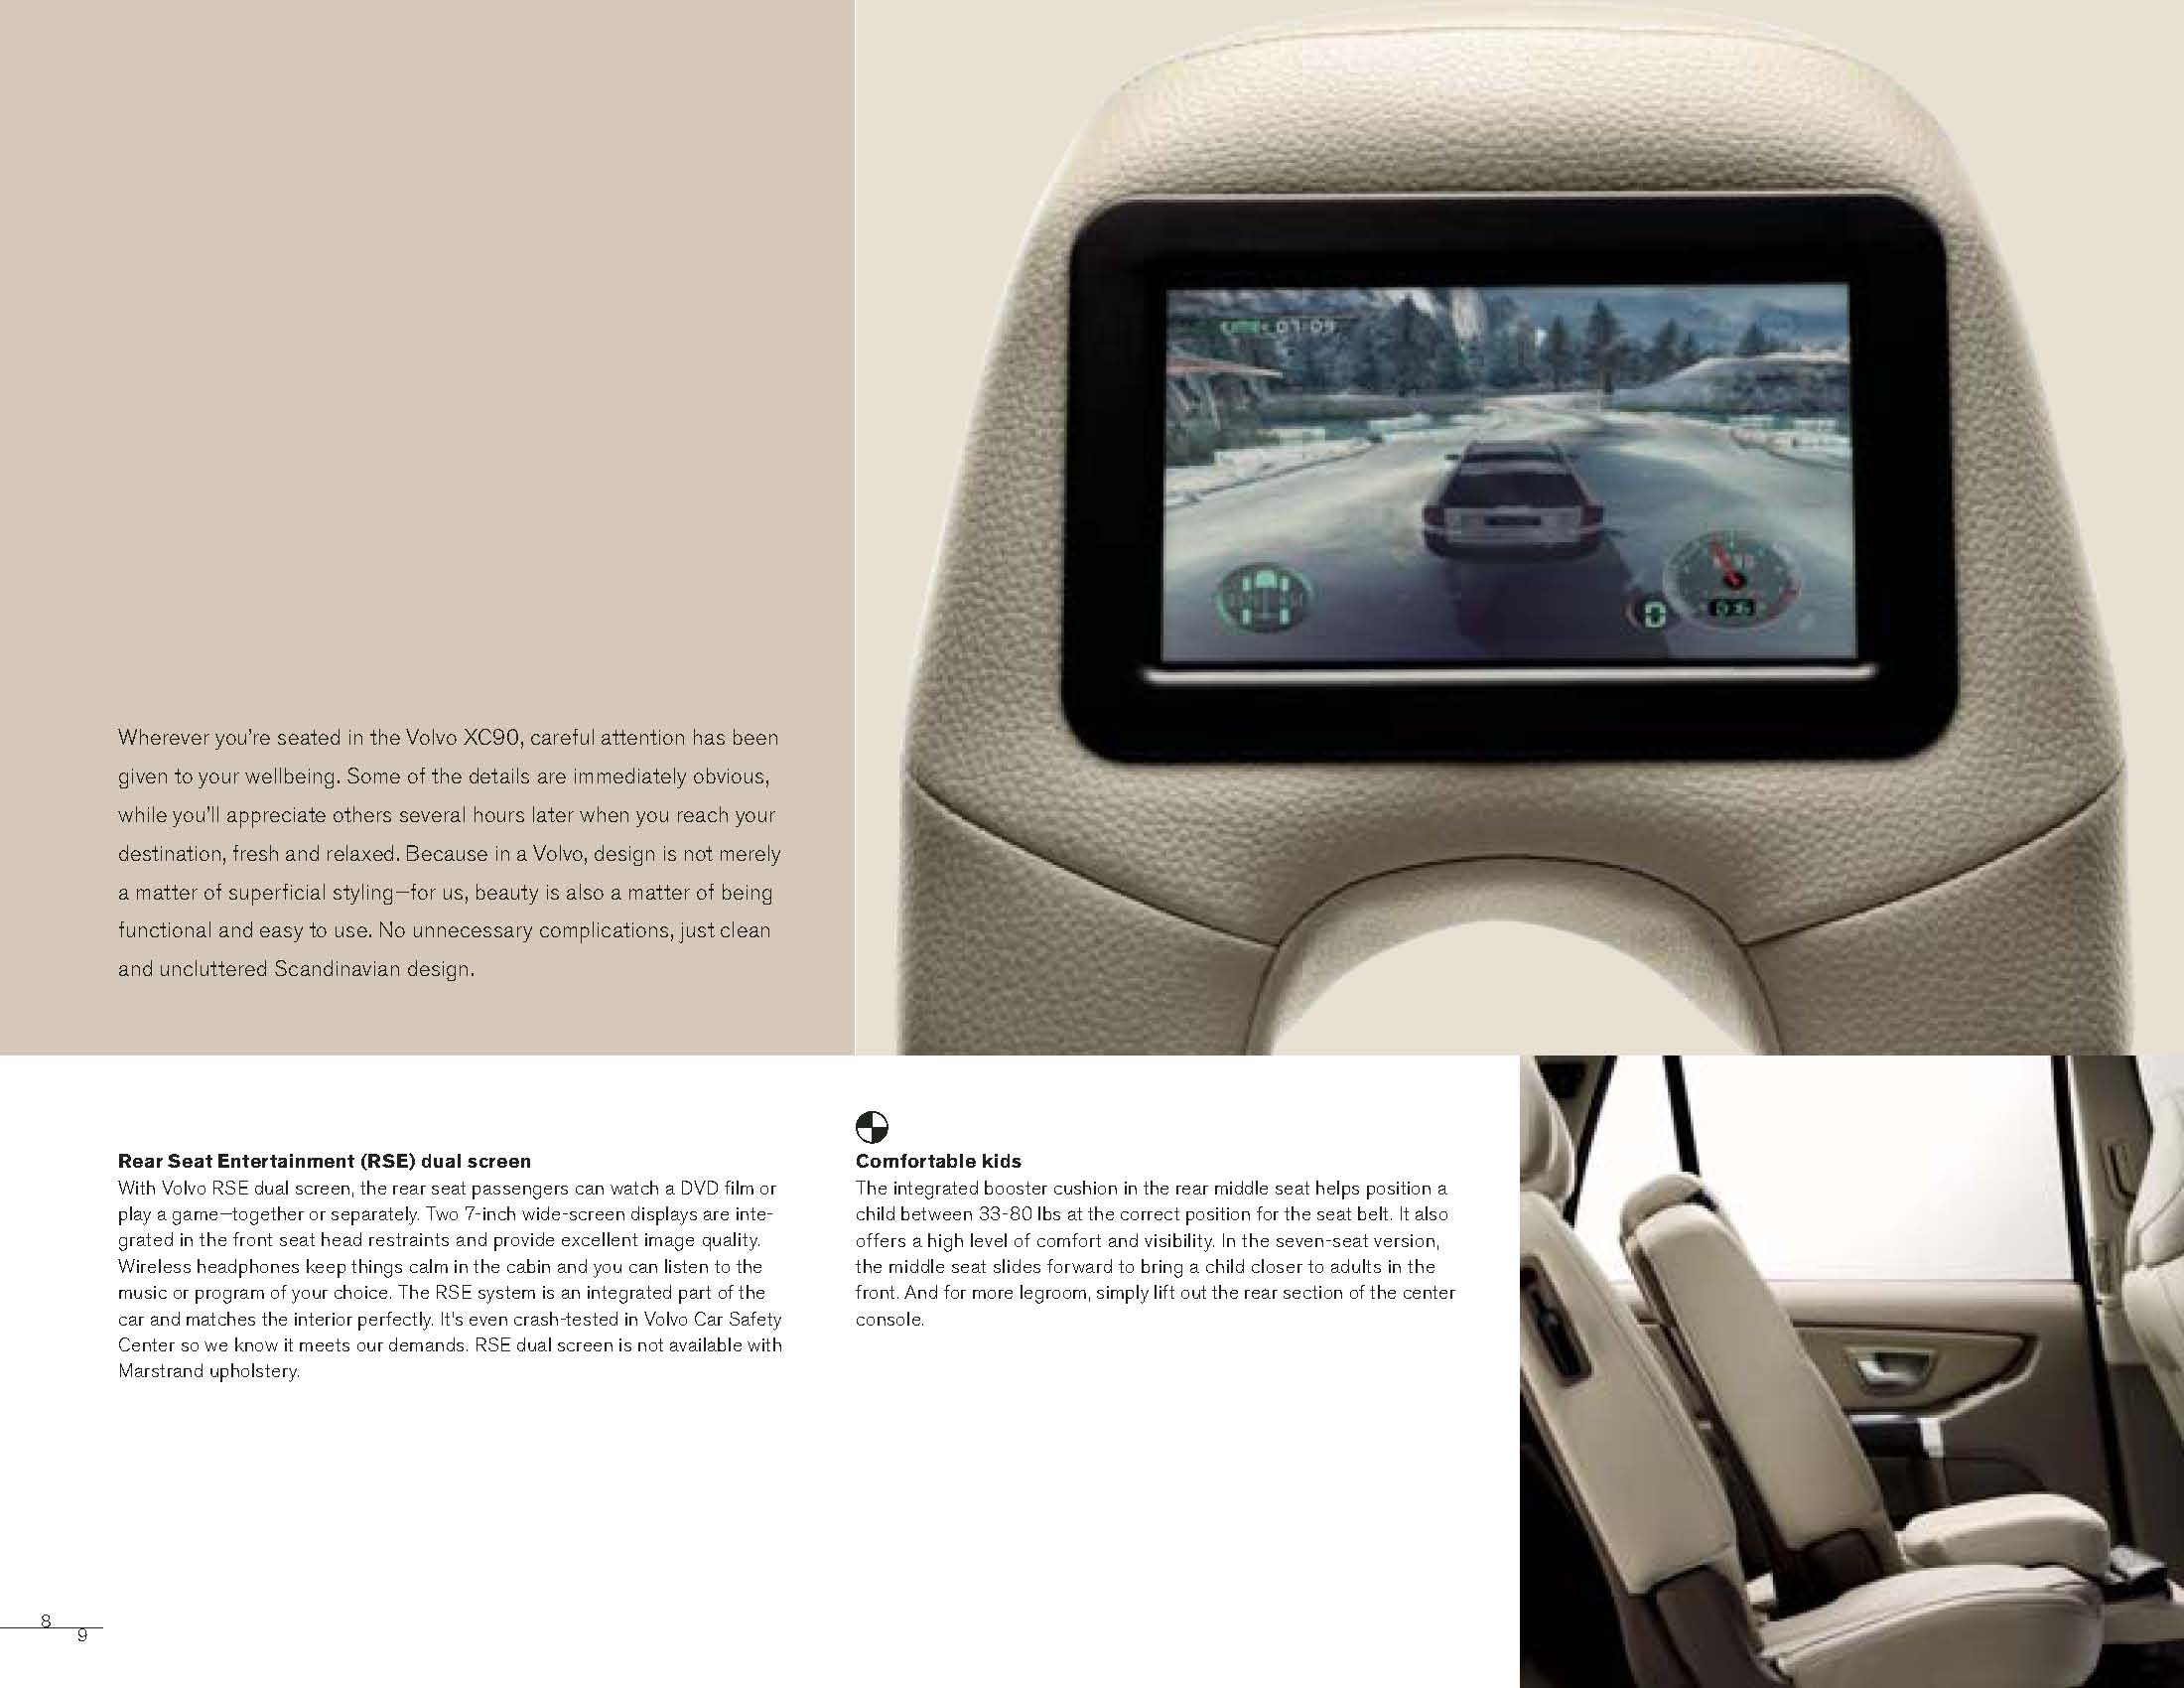 Wherever you're seated in the Volvo XC90, careful attention has been
given to your wellbeing. Some of the details are immediately obvious,
while you'll appreciate others several hours later when you reach your
destination, fresh and relaxed. Because in a Volvo, design is not merely
a matter of superficial styling—for us, beauty is also a matter of being
functional and easy to use. No unnecessary complications, just clean
and uncluttered Scandinavian design.
Rear Seat Entertainment (RSE) dual screen
With Volvo RSE dual screen, the rear seat passengers can watch a DVD film or
play a game—together or separately. Two 7-inch wide-screen displays are inte-
grated in the front seat head restraints and provide excellent image quality.
Wireless headphones keep things calm in the cabin and you can listen to the
music or program of your choice. The RSE system is an integrated part of the
car and matches the interior perfectly. It's even crash-tested in Volvo Car Safety
Center so we know it meets our demands. RSE dual screen is not available with
Marstrand upholstery.
Comfortable kids
The integrated booster cushion in the rear middle seat helps position a
child between 33-80 lbs at the correct position for the seat belt. It also
offers a high level of comfort and visibility. In the seven-seat version,
the middle seat slides forward to bring a child closer to adults in the
front. And for more legroom, simply lift out the rear section of the center
console.
8
9